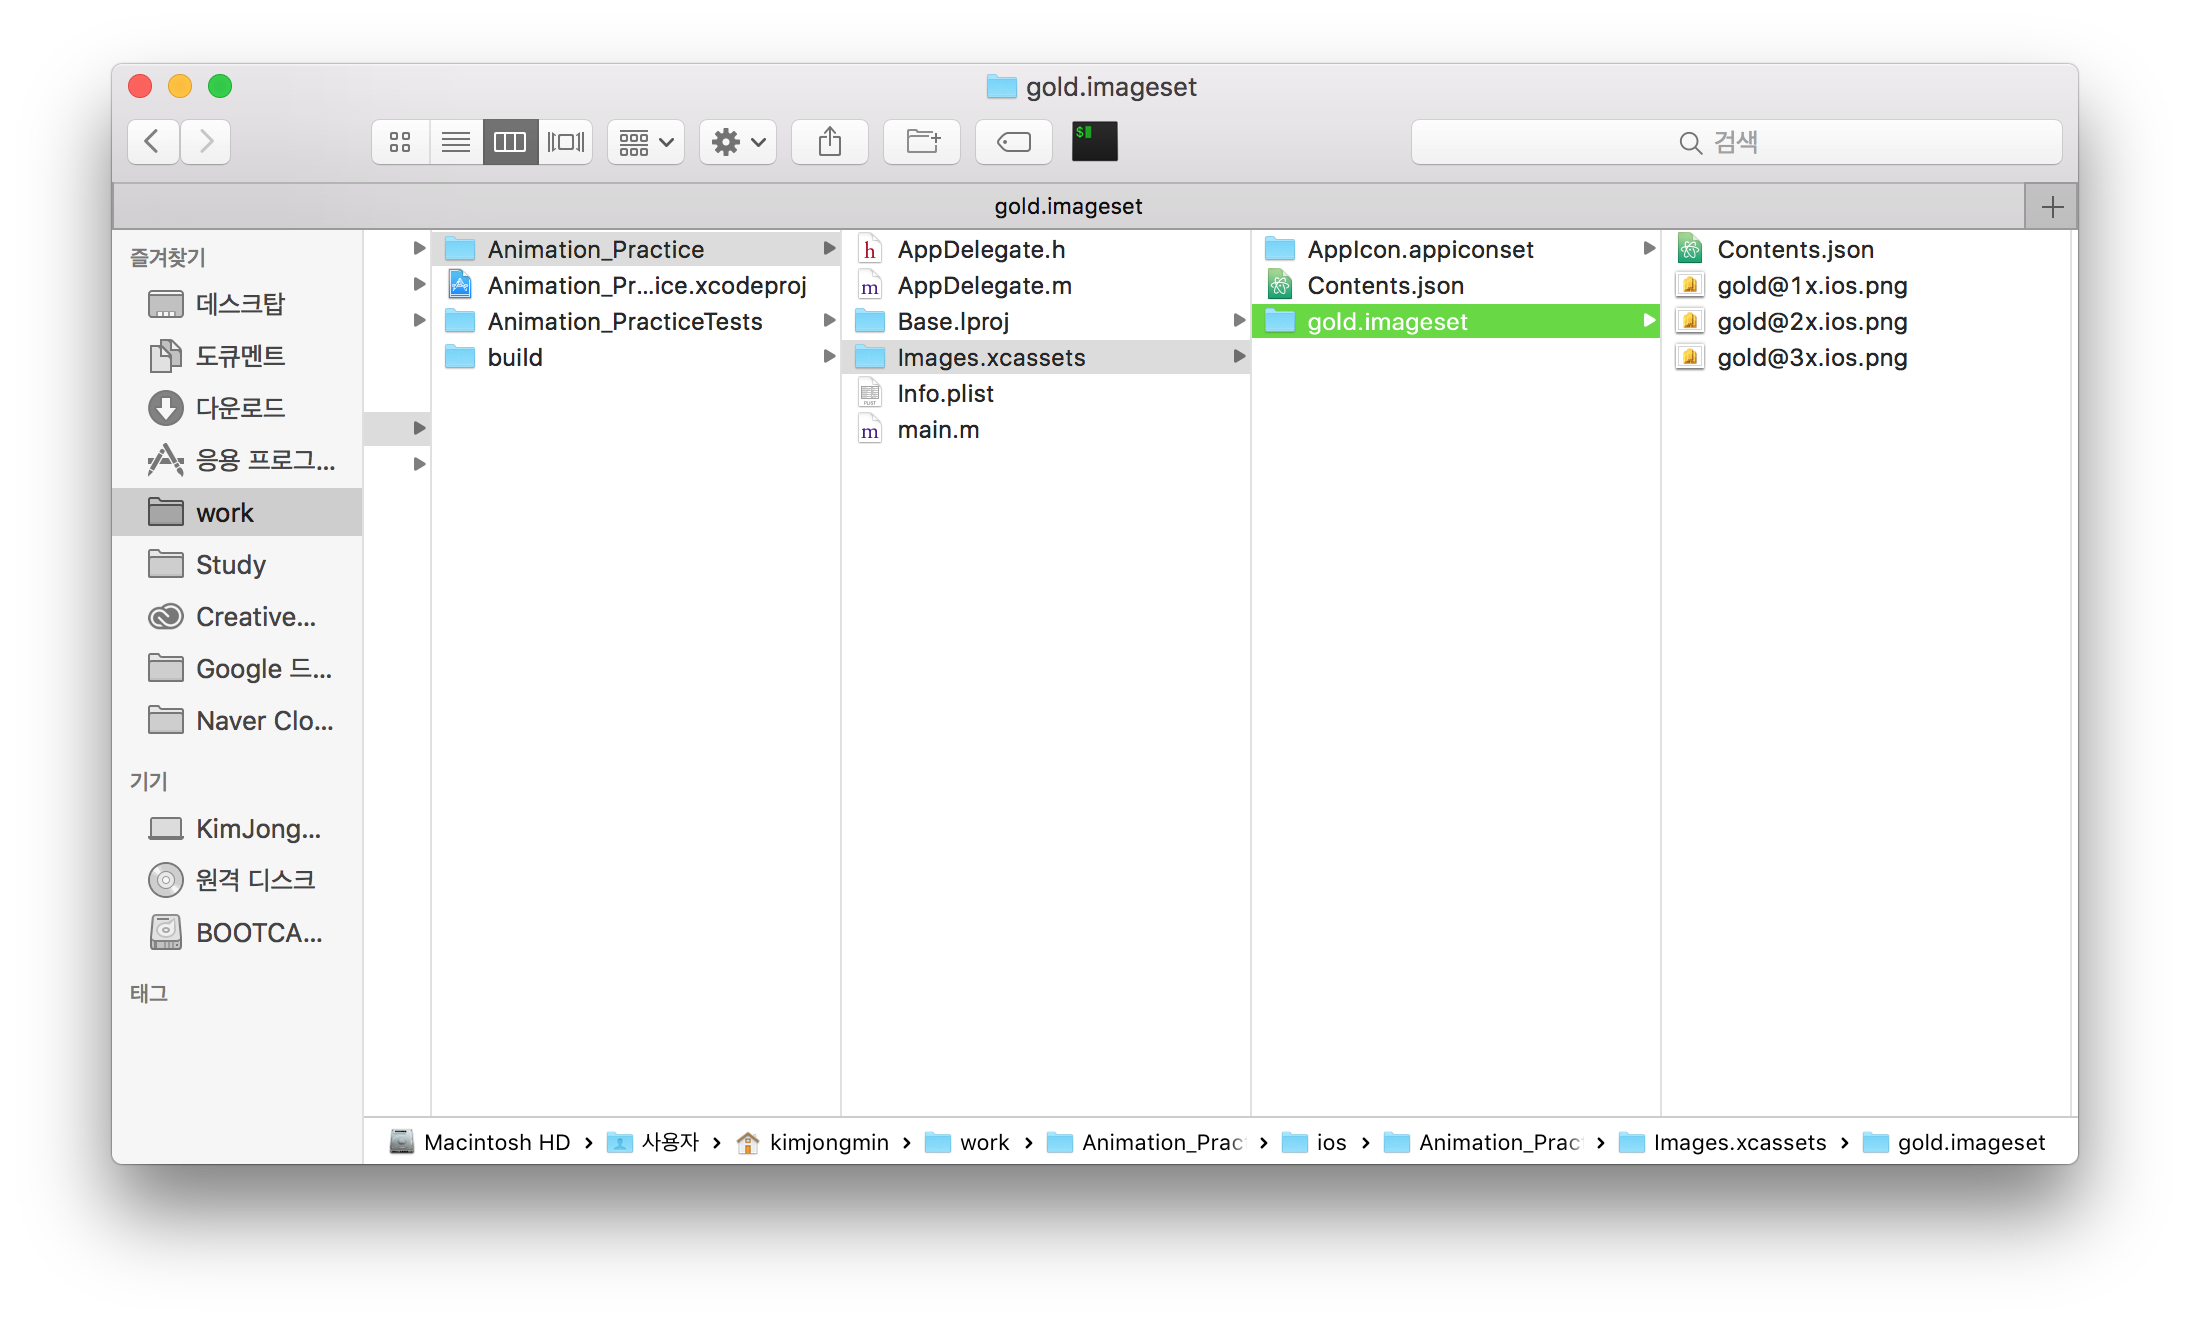 gold.imageset
$
검색
gold.imageset
즐겨찾기
데스크탑
도큐멘트
다운로드
응용 프로그...
work
Study
Creative...
Google 드...
Naver Clo...
기기
KimJong...
원격 디스크
BOOTCA...
태그
Animation_Practice
Animation_Pr...ice.xcodeproj
Animation_PracticeTests
build
AppDelegate.h
AppDelegate.m
Base.lproj
Images.xcassets
Info.plist
main.m
AppIcon.appiconset
Contents.json
gold.imageset
Contents.json
gold@1x.ios.png
gold@2x.ios.png
gold@3x.ios.png
Macintosh HD › 사용자 › kimjongmin › work › Animation_Prac › ios › Animation_Prac › Images.xcassets › gold.imageset